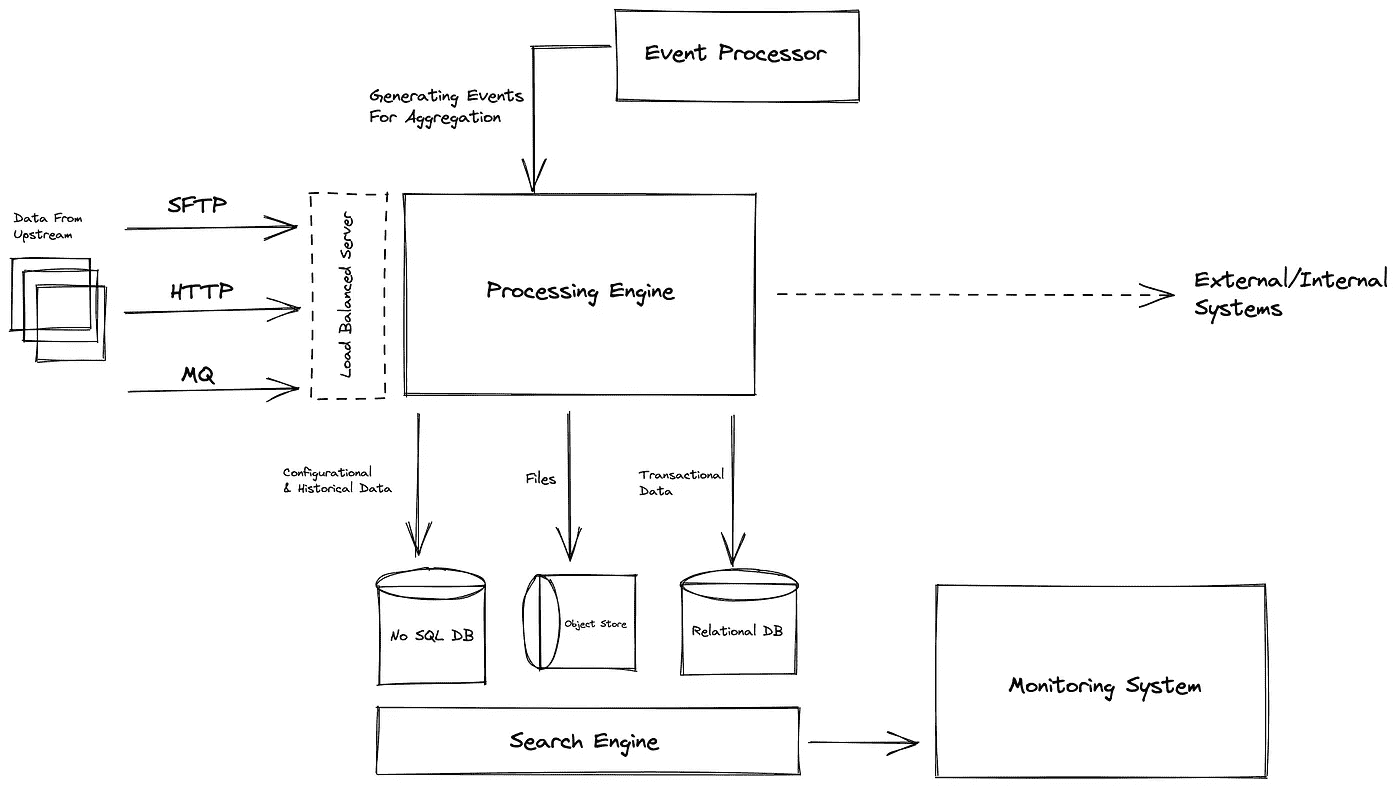 Event Processor
Generating Events
For Aggregation
Data From
Upstream
SFTP
HTTP
MQ
Load Balanced Server
Processing Engine
External/Internal
Systems
Configurational
& Historical Data
Files
Transactional
Data
No SQL DB
Object Store
Relational DB
Search Engine
Monitoring System